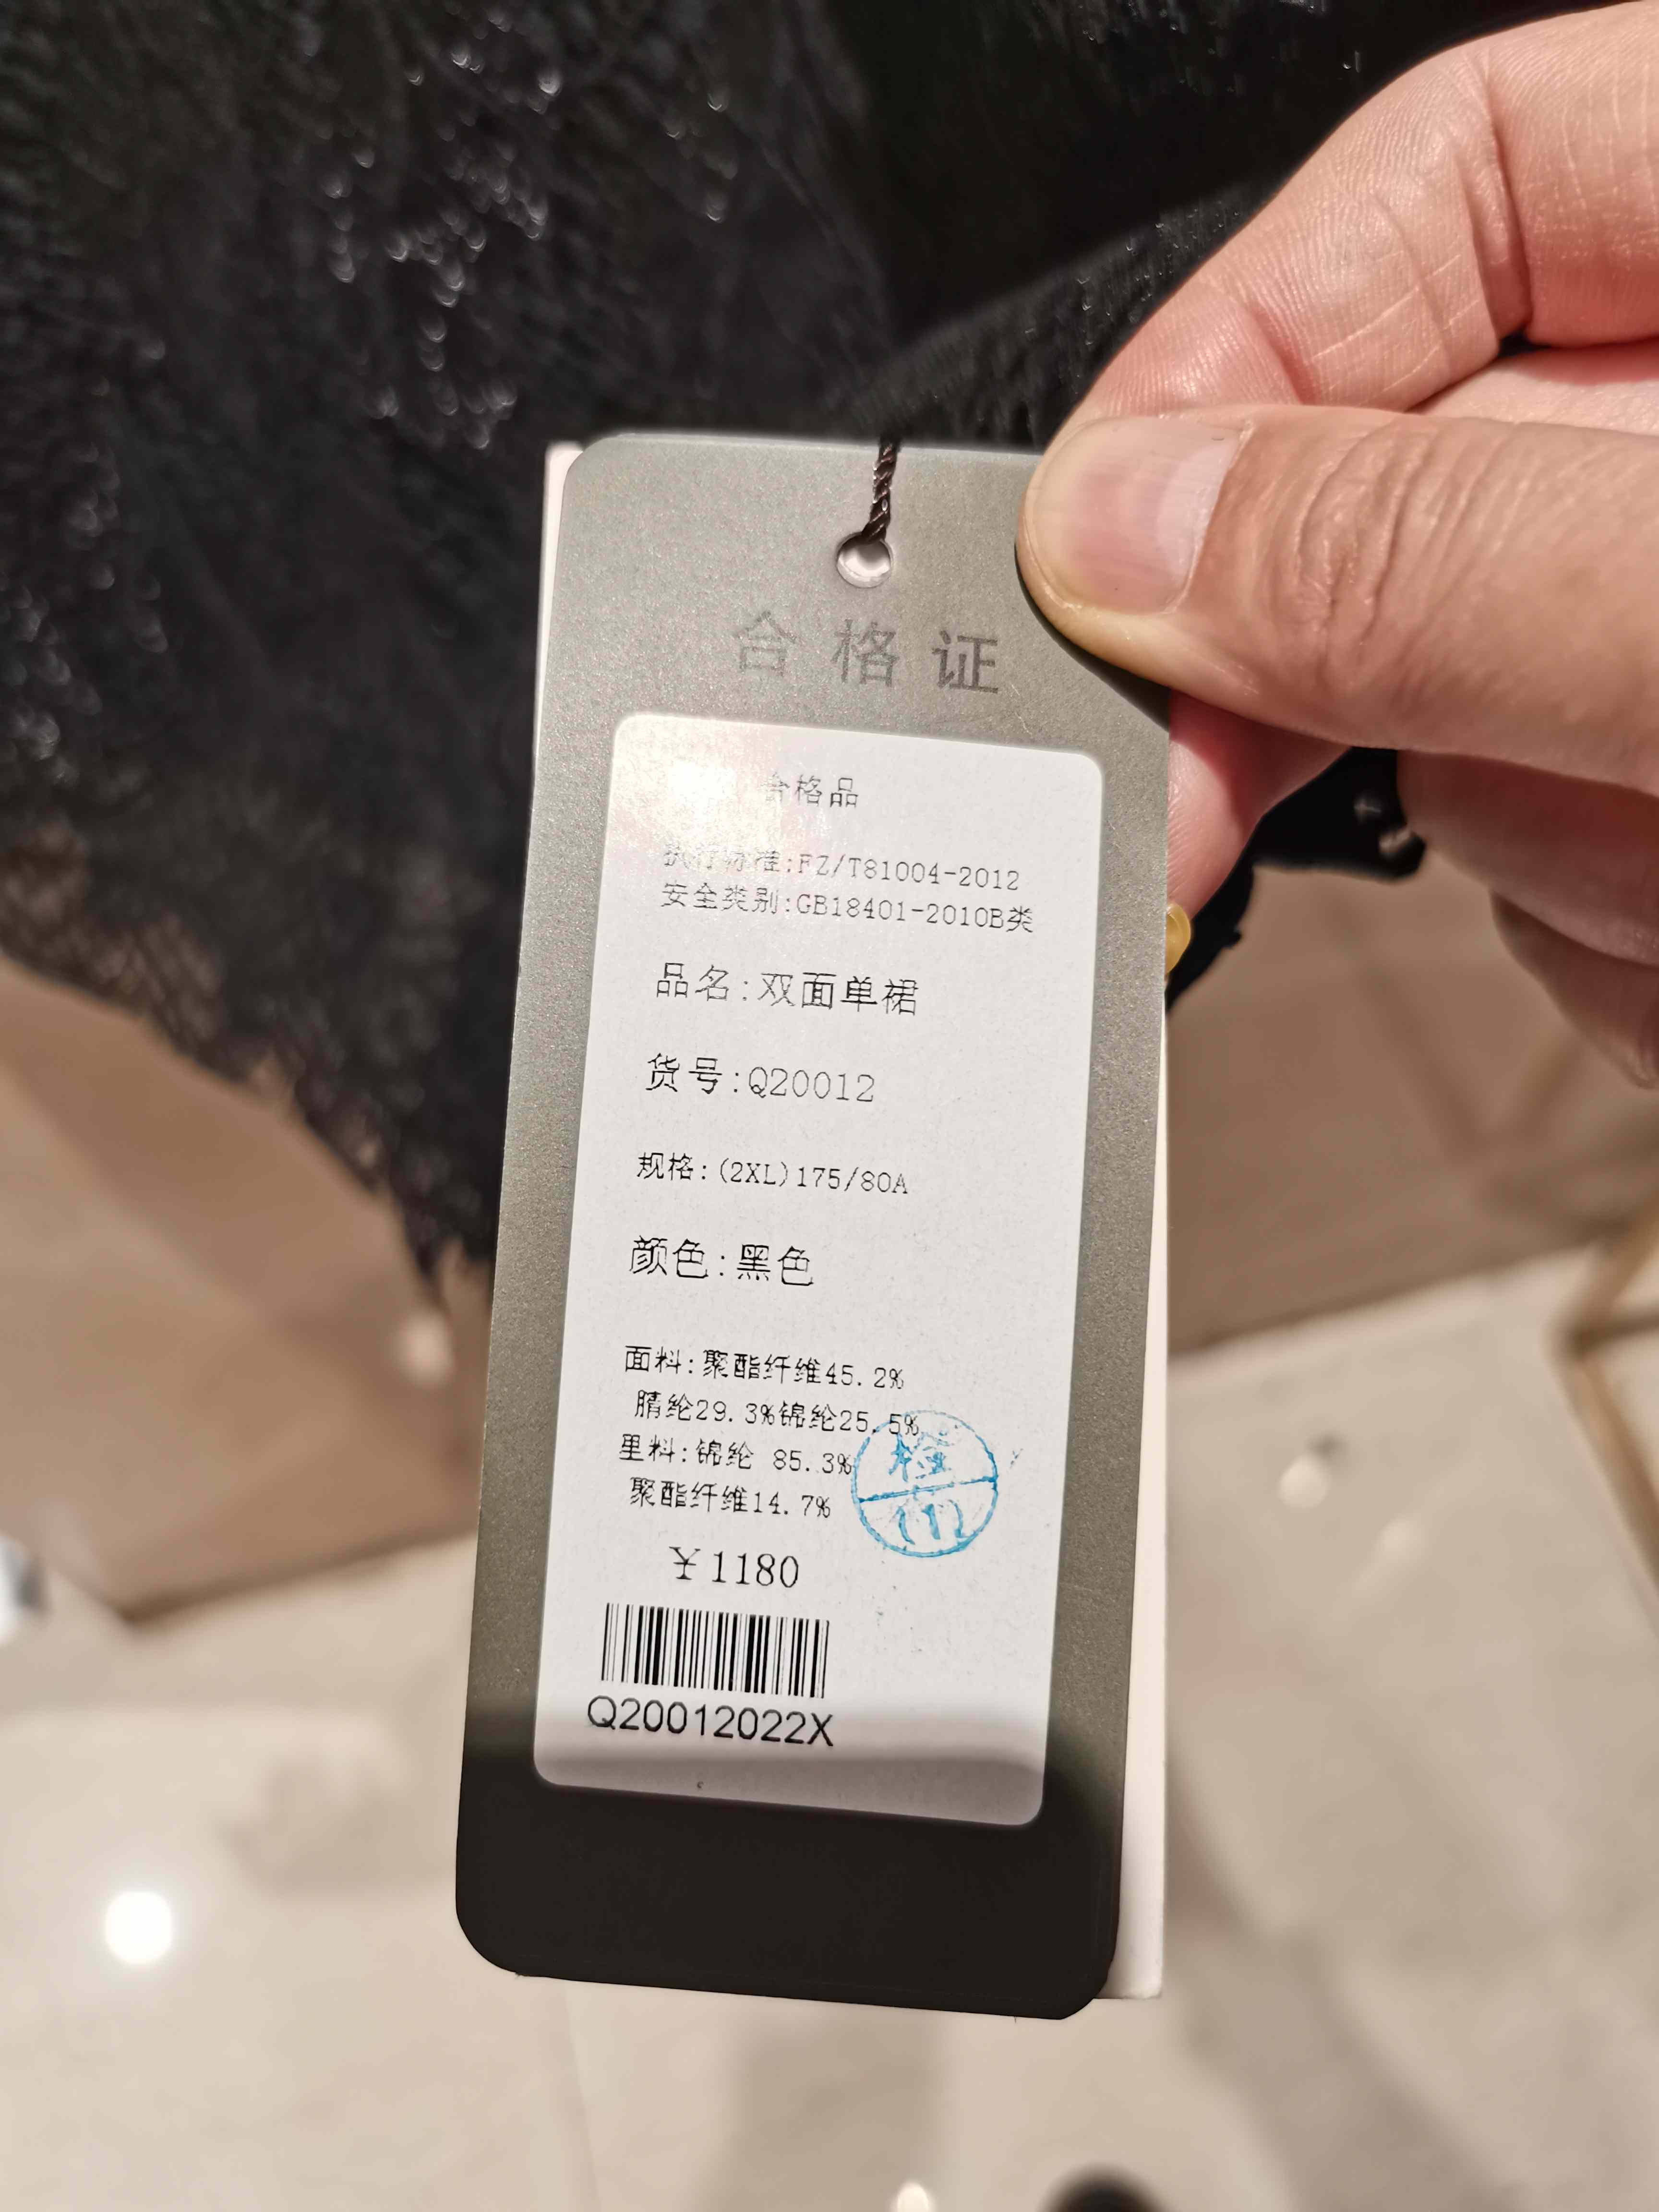 合格证
合格品
执行标准:FZ/T81004-2012
安全类别:GB18401-2010B类
品名:双面单裙
货号:Q20012
规格:(2XL)175/80A
颜色:黑色
面料:聚酯纤维45.2%
腈纶29.3%锦纶25.5%
里料:锦纶 85.3%
聚酯纤维14.7%
检
(1)
￥1180
Q20012022X